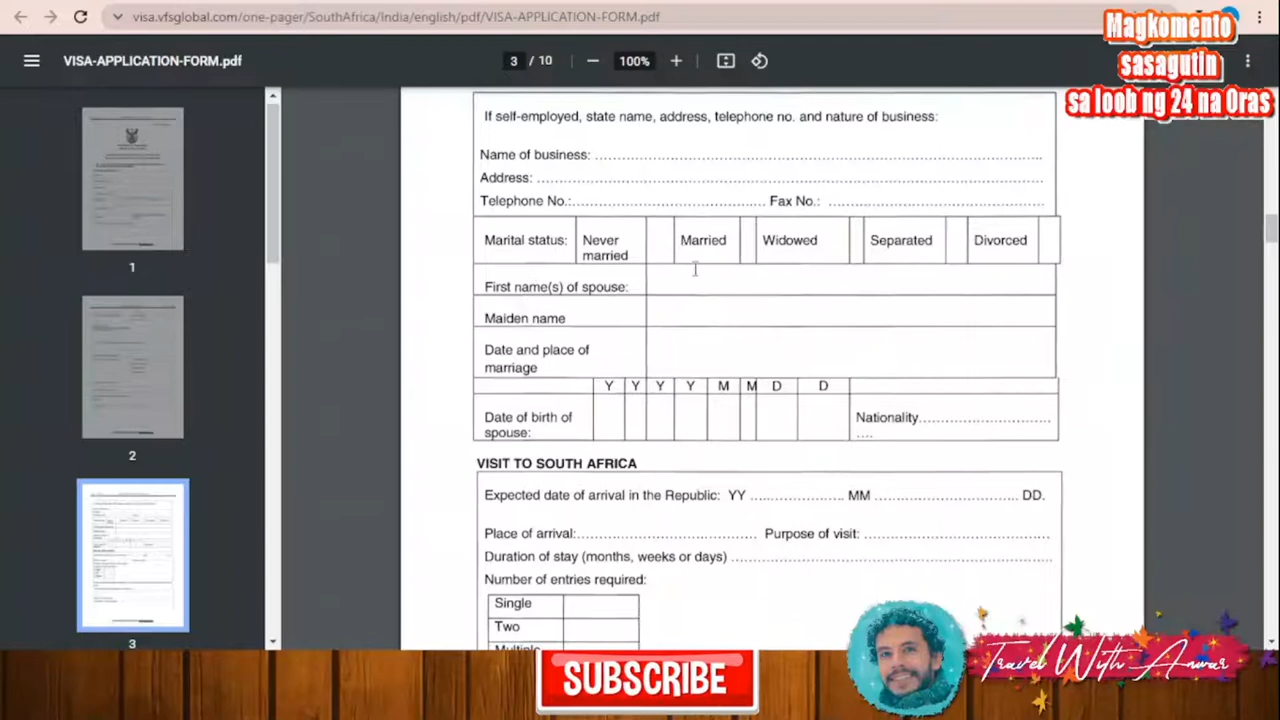 visa.vfsglobal.com/one-pager/SouthAfrica/India/english/pdf/VISA-APPLICATION-FORM.pdf
Magkomento
sasagutin
sa loob ng 24 na Oras
VISA-APPLICATION-FORM.pdf
3 / 10
100%
1
2
3
If self-employed, state name, address, telephone no. and nature of business:
Name of business: ........................................
Address: ........................................
Telephone No.:........................................ Fax No.: ........................................
Marital status: Never married Married Widowed Separated Divorced
First name(s) of spouse:
Maiden name
Date and place of
marriage
Y Y Y Y M M D D
Date of birth of
spouse:
Nationality........................................
....
VISIT TO SOUTH AFRICA
Expected date of arrival in the Republic: YY .................... MM .................... DD.
Place of arrival:........................................ Purpose of visit: ........................................
Duration of stay (months, weeks or days) ........................................
Number of entries required:
Single
Two
Multiple
SUBSCRIBE
Travel With Anwar